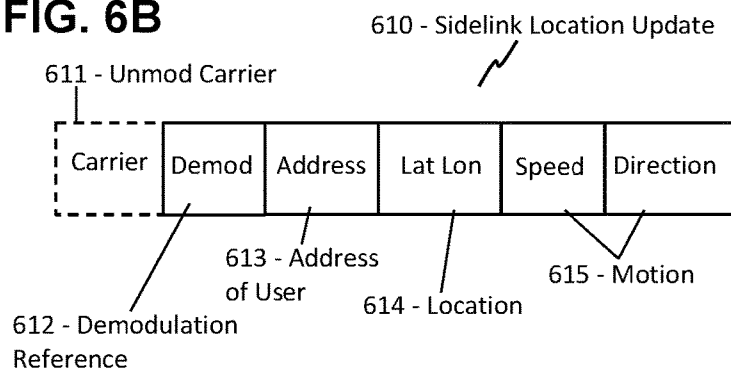 FIG. 6B
610 - Sidelink Location Update
611 - Unmod Carrier
Carrier Demod Address Lat Lon Speed Direction
613 - Address
of User
615 - Motion
614 - Location
612 - Demodulation
Reference